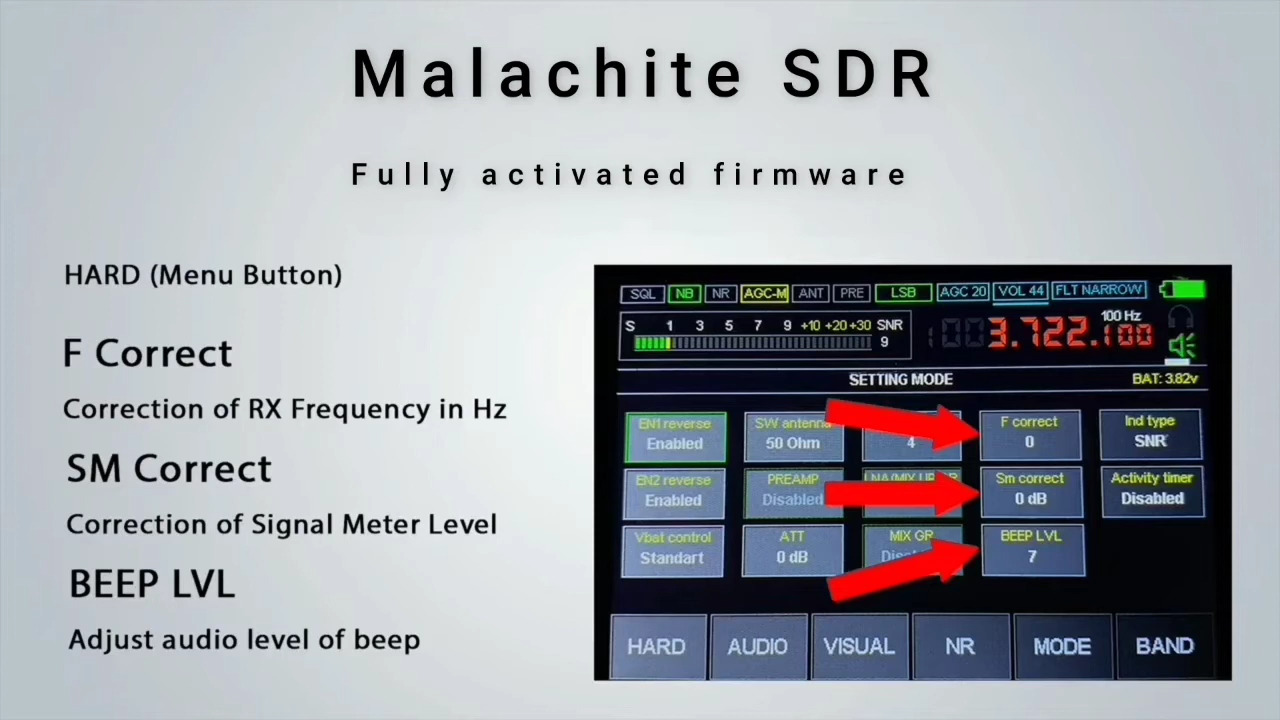 Malachite SDR
Fully activated firmware
HARD (Menu Button)
F Correct
Correction of RX Frequency in Hz
SM Correct
Correction of Signal Meter Level
BEEP LVL
Adjust audio level of beep
SQL NB NR AGC-M ANT PRE LSB AGC 20 VOL 44 FLT NARROW
S 1 3 5 7 9 +10 +20 +30 SNR
9
100 Hz
3.722.100
SETTING MODE
BAT: 3.82v
EN1 reverse SW antenna F correct Ind type
Enabled 50 Ohm 4 0 SNR
EN2 reverse PREAMP Sm correct Activity timer
Enabled Disabled 0 dB Disabled
Vbat control ATT MIX GR BEEP LVL
Standart 0 dB 7
HARD AUDIO VISUAL NR MODE BAND